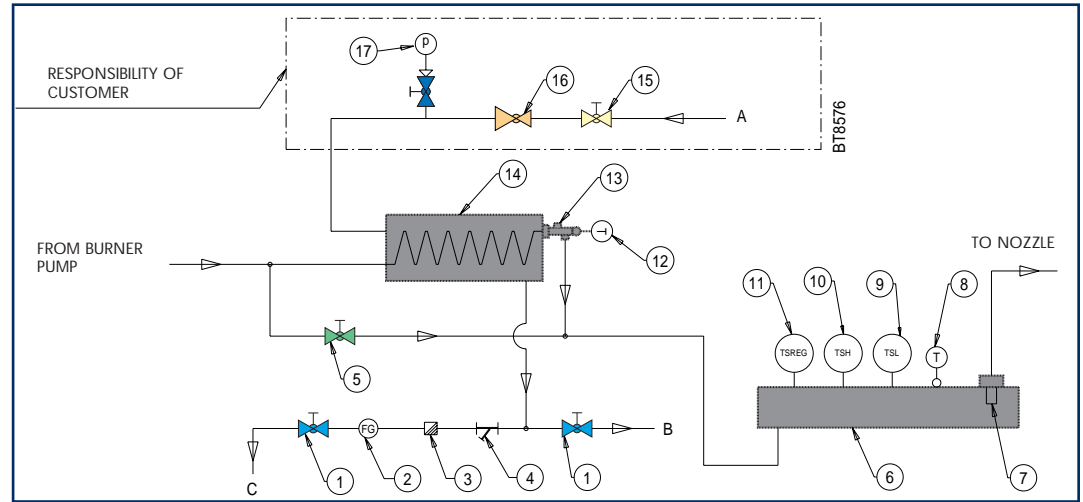 RESPONSIBILITY OF
CUSTOMER
17
p
16
15
A
BT8576
14
13
12
T
FROM BURNER
PUMP
TO NOZZLE
11
10
9
8
TSREG
TSH
TSL
T
5
FG
B
C
1
2
3
4
1
6
7